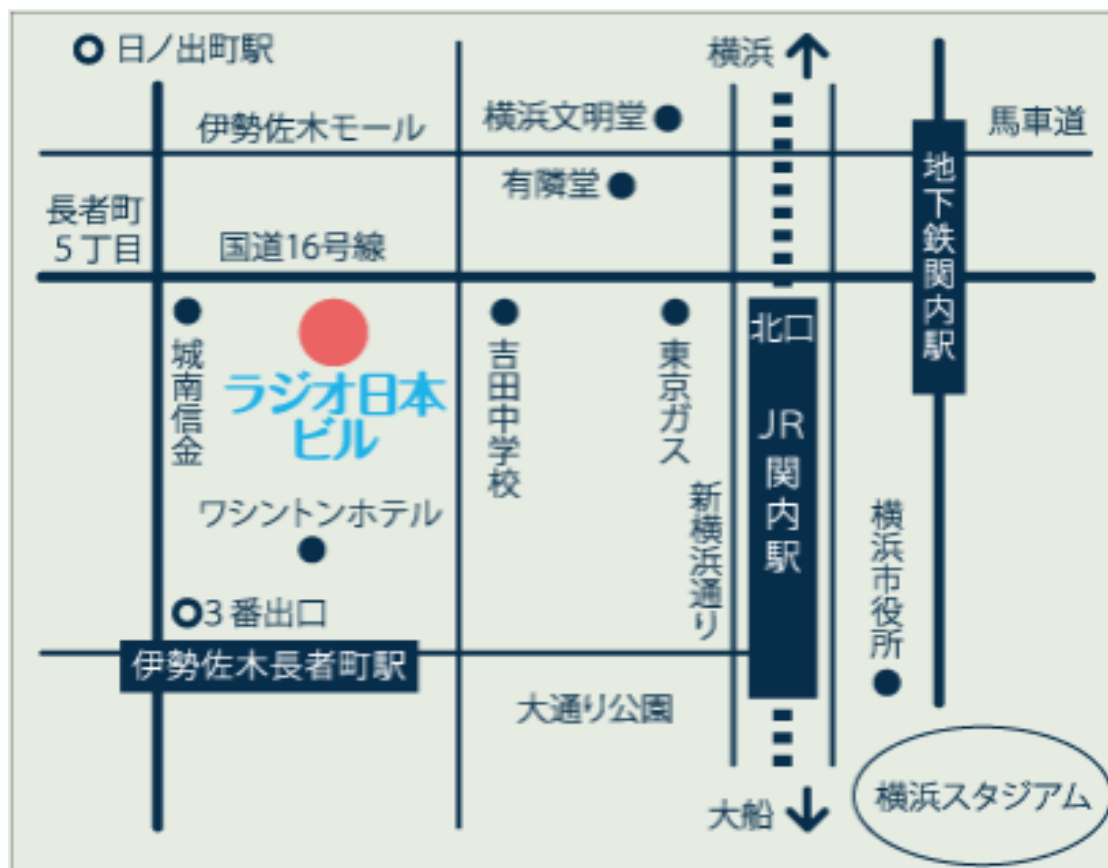 日ノ出町駅
横浜
伊勢佐木モール
横浜文明堂
馬車道
有隣堂
長者町
5丁目
国道16号線
地下鉄関内駅
城南信金
ラジオ日本
ビル
吉田中学校
東京ガス
北口
JR関内駅
ワシントンホテル
新横浜通り
横浜市役所
3番出口
伊勢佐木長者町駅
大通り公園
大船
横浜スタジアム